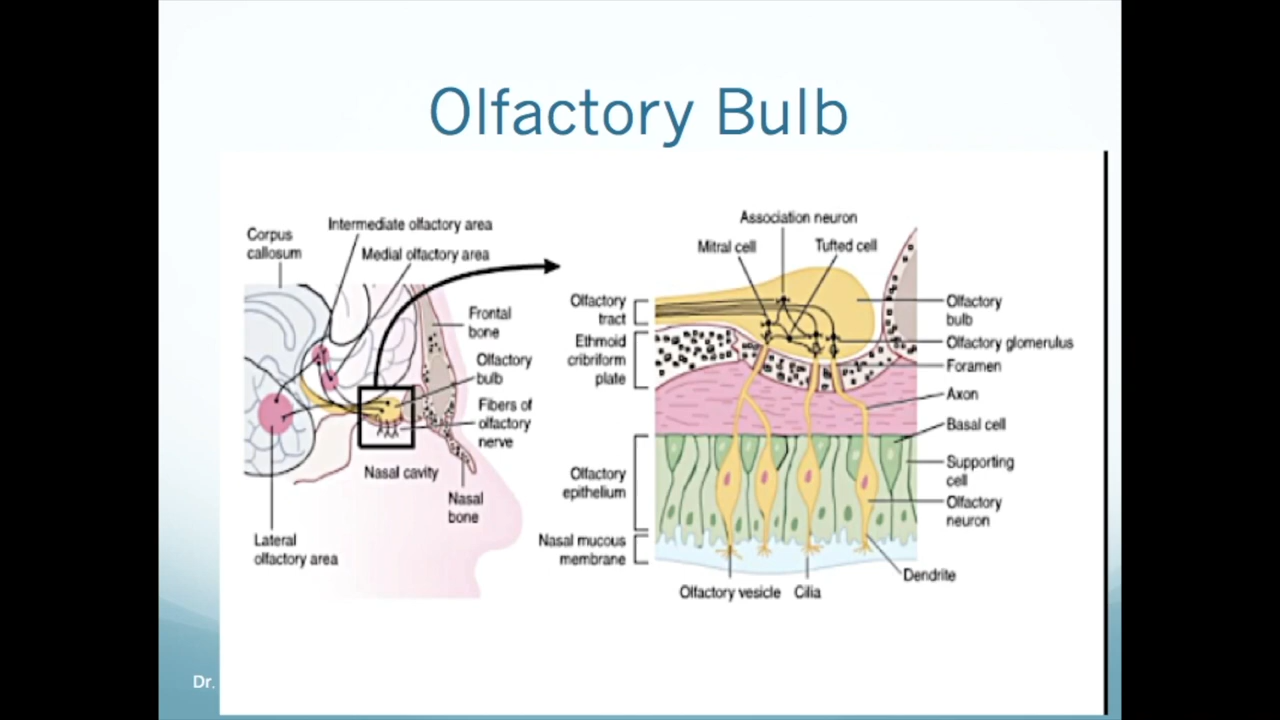 Olfactory Bulb
Intermediate olfactory area
Corpus
callosum
Medial olfactory area
Frontal
bone
Olfactory
bulb
Fibers of
olfactory
nerve
Nasal cavity
Nasal
bone
Lateral
olfactory area
Association neuron
Mitral cell
Tufted cell
Olfactory
tract
Ethmoid
cribriform
plate
Olfactory
epithelium
Nasal mucous
membrane
Olfactory
bulb
Olfactory glomerulus
Foramen
Axon
Basal cell
Supporting
cell
Olfactory
neuron
Dendrite
Olfactory vesicle
Cilia
Dr.